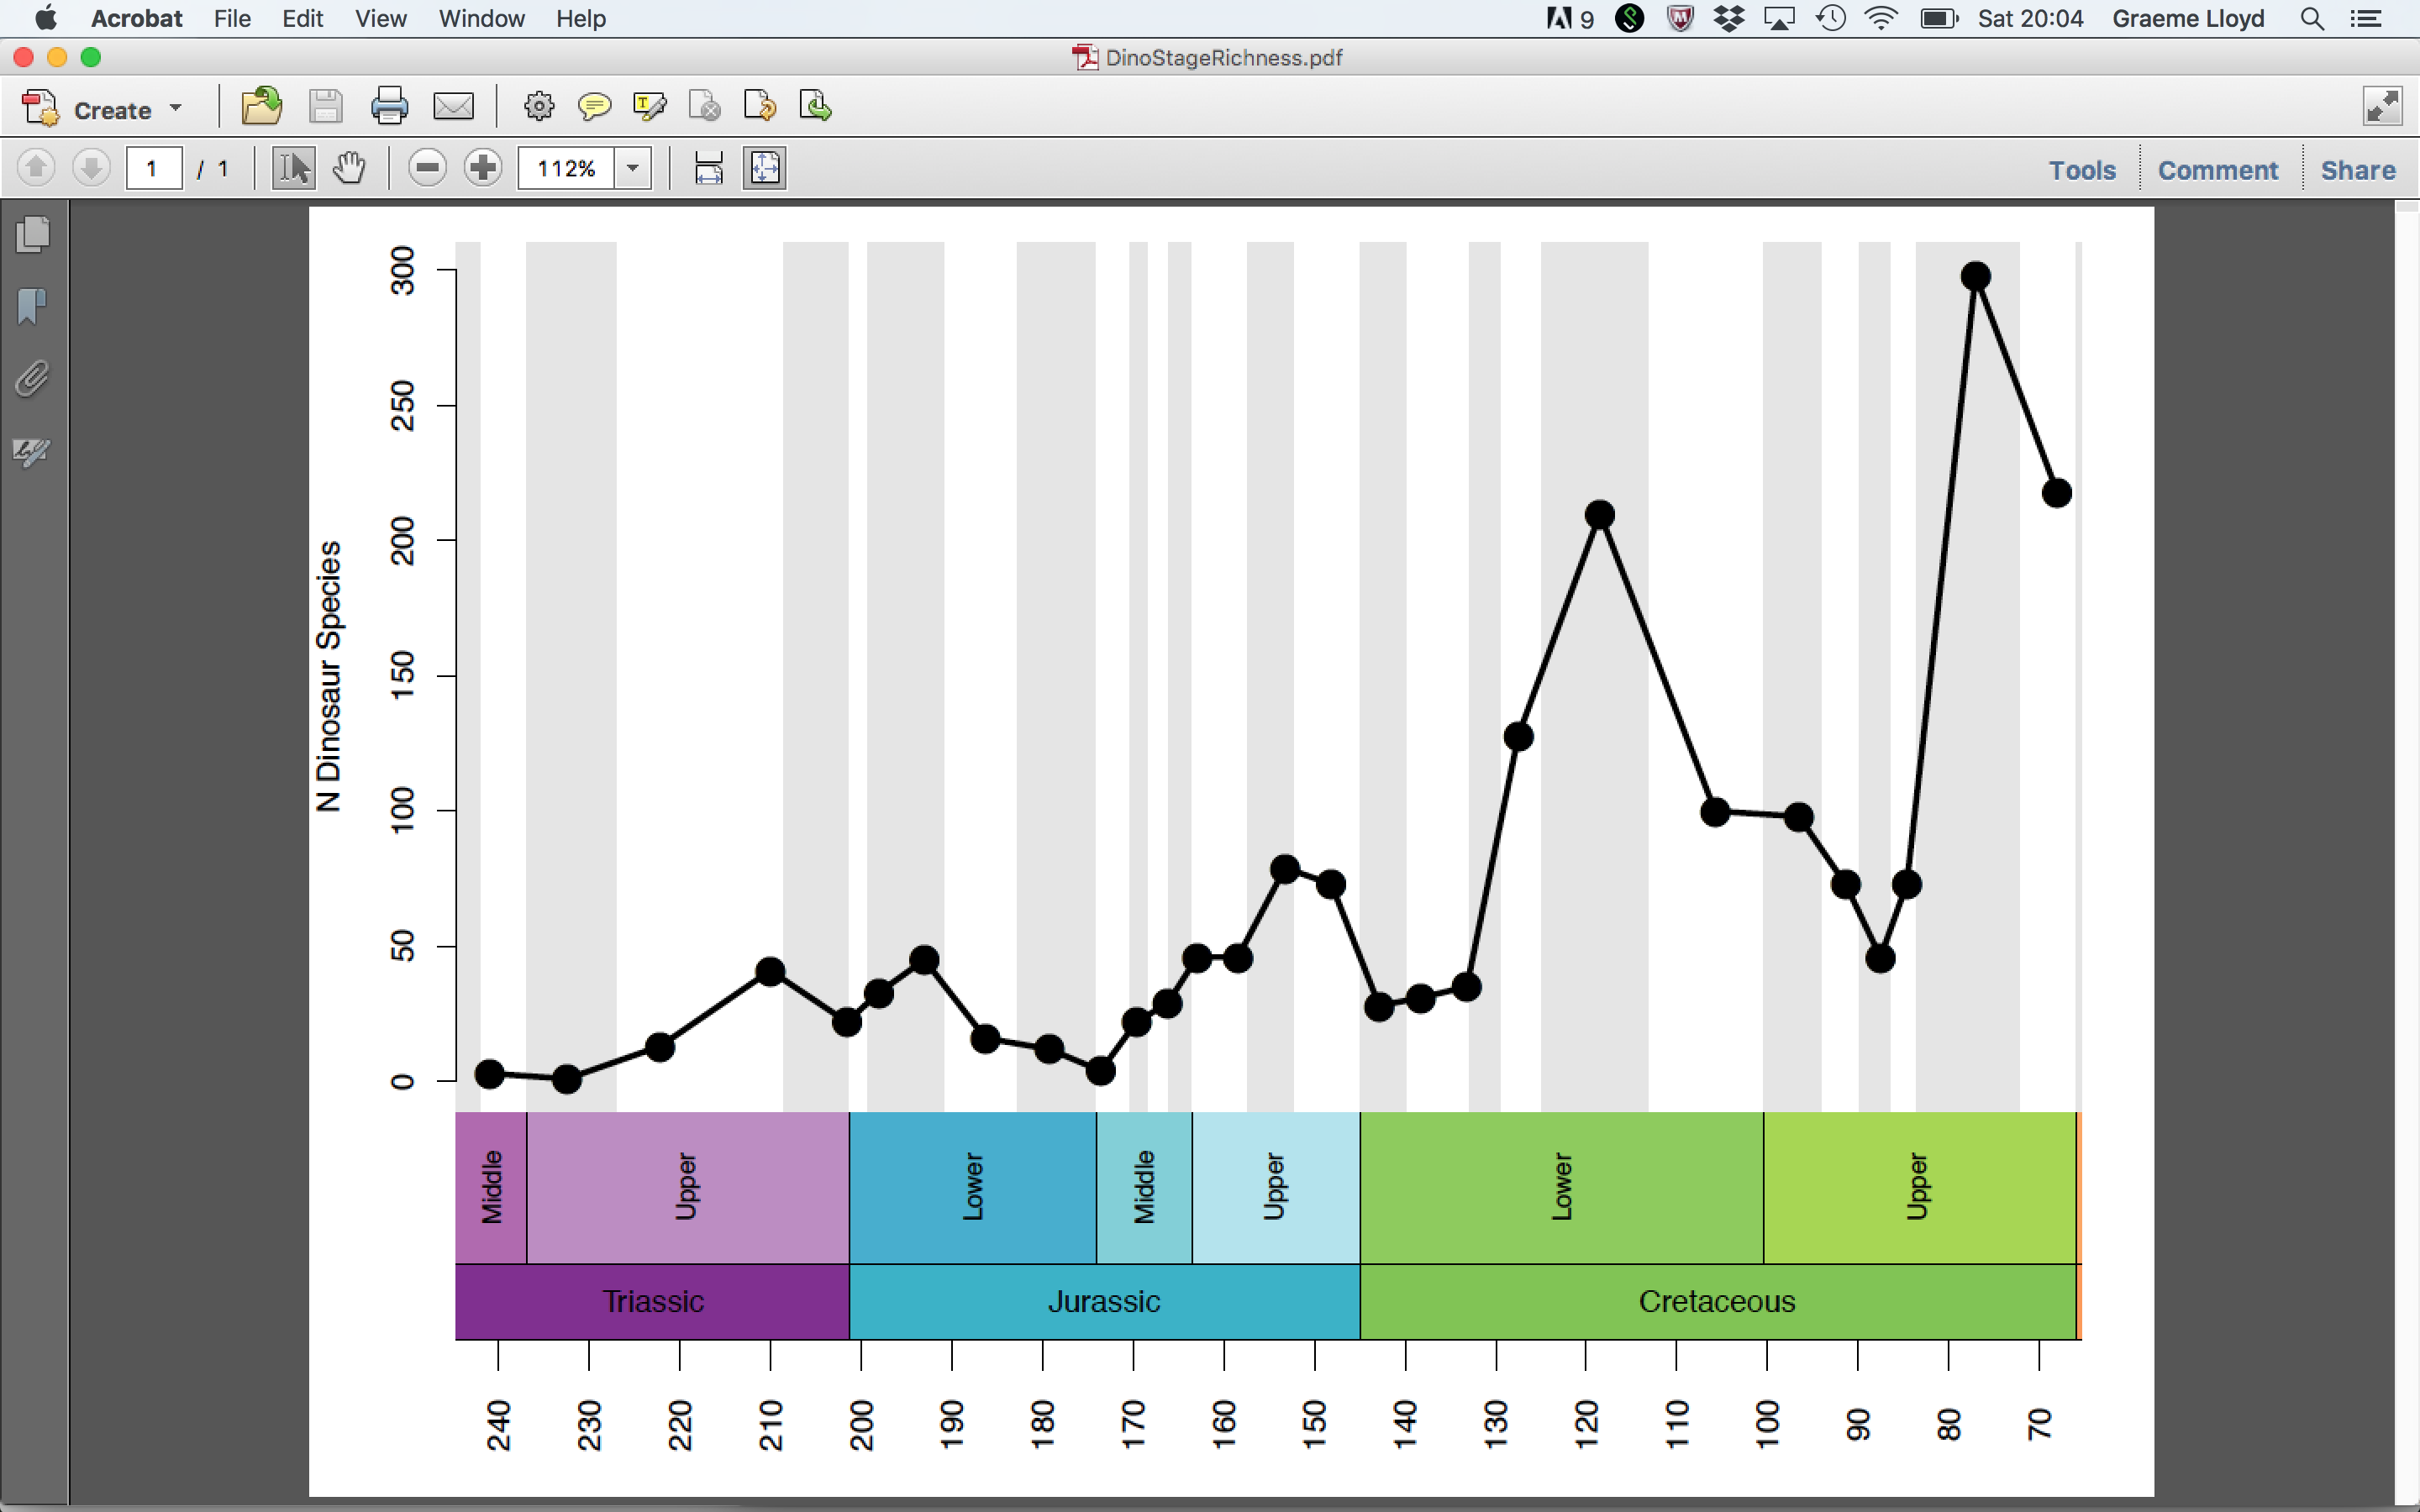 Acrobat File Edit View Window Help 9 Sat 20:04 Graeme Lloyd
DinoStageRichness.pdf
Create
1 / 1 112% Tools Comment Share
N Dinosaur Species
300
250
200
150
100
50
0
Middle Upper Lower Middle Upper Lower Upper
Triassic Jurassic Cretaceous
240 230 220 210 200 190 180 170 160 150 140 130 120 110 100 90 80 70